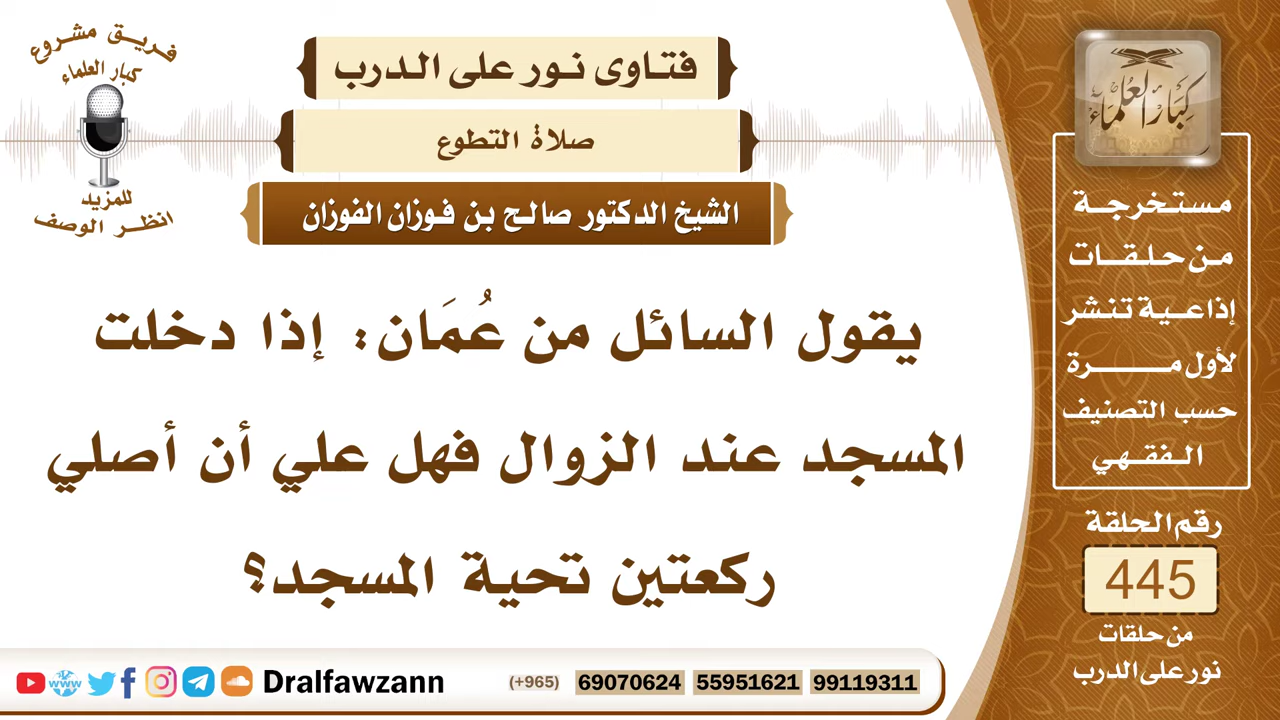 فريق مشروع
كبار العلماء
للمزيد
انظر الوصف
فتاوى نور على الدرب
صلاة التطوع
الشيخ الدكتور صالح بن فوزان الفوزان
يقول السائل من عُمَان: إذا دخلت
المسجد عند الزوال فهل علي أن أصلي
ركعتين تحية المسجد؟
كبار العلماء
مستخرجة
من حلقات
إذاعية تنشر
لأول مرة
حسب التصنيف
الفقهي
رقم الحلقة
445
من حلقات
نور على الدرب
www Dralfawzann (+965) 69070624 55951621 99119311